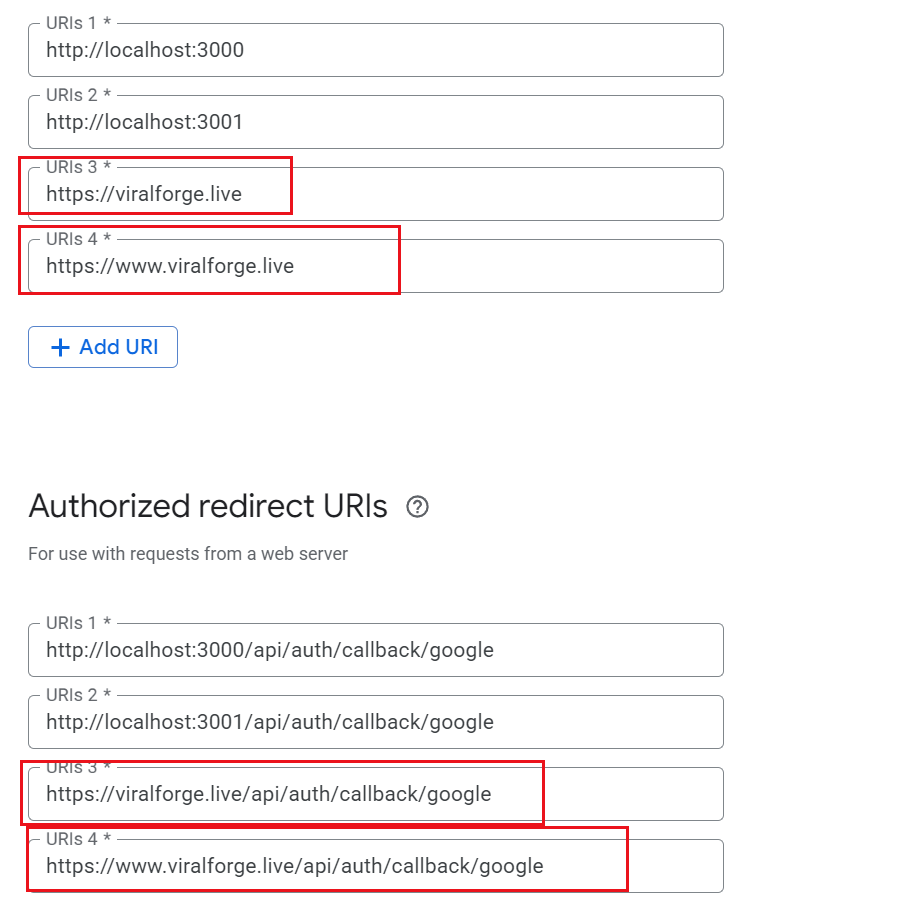 URIs 1 *
http://localhost:3000
URIs 2 *
http://localhost:3001
URIs 3 *
https://viralforge.live
URIs 4 *
https://www.viralforge.live
+ Add URI
Authorized redirect URIs ?
For use with requests from a web server
URIs 1 *
http://localhost:3000/api/auth/callback/google
URIs 2 *
http://localhost:3001/api/auth/callback/google
URIs 3 *
https://viralforge.live/api/auth/callback/google
URIs 4 *
https://www.viralforge.live/api/auth/callback/google